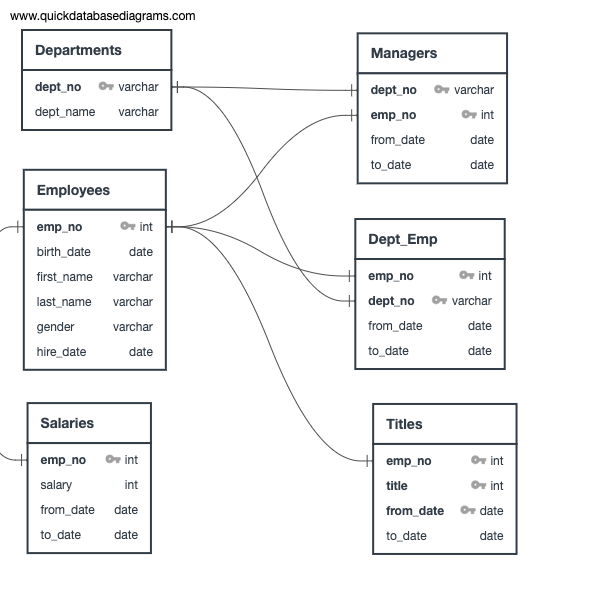 www.quickdatabasediagrams.com
Departments
dept_no varchar
dept_name varchar
Managers
dept_no varchar
emp_no int
from_date date
to_date date
Employees
emp_no int
birth_date date
first_name varchar
last_name varchar
gender varchar
hire_date date
Dept_Emp
emp_no int
dept_no varchar
from_date date
to_date date
Salaries
emp_no int
salary int
from_date date
to_date date
Titles
emp_no int
title int
from_date date
to_date date